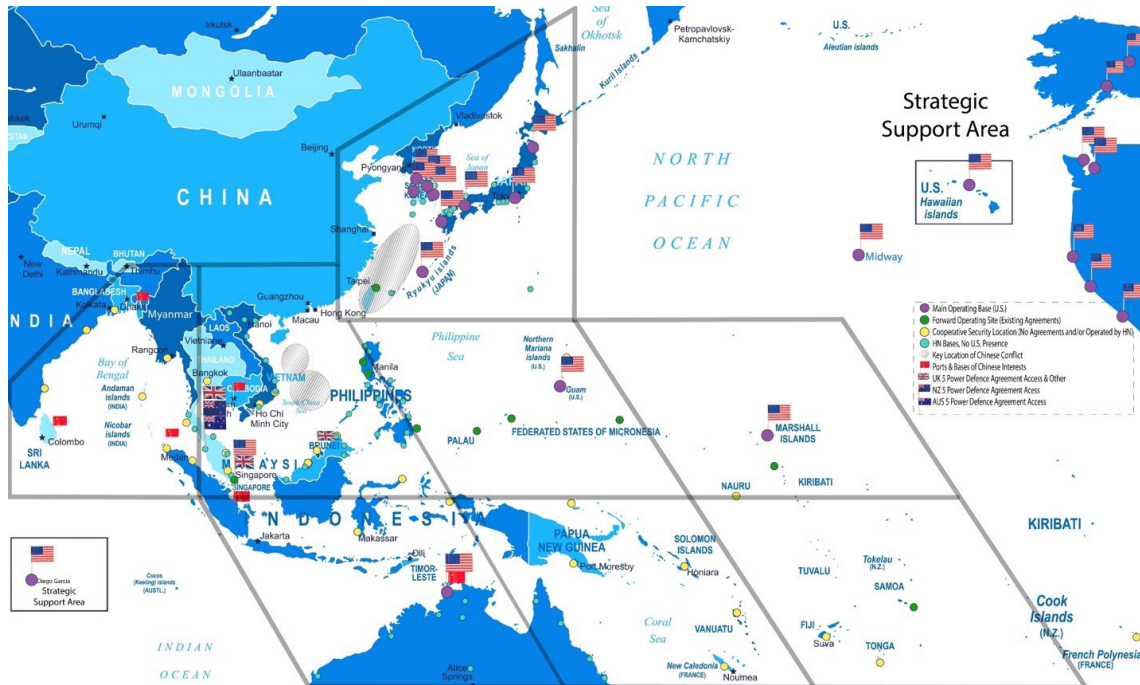 Irkutsk
Sea
of
Okhotsk
Petropavlovsk-
Kamchatskiy
U.S.
Aleutian islands
Sakhalin
Kuril Islands
Ulaanbaatar
MONGOLIA
Urumqi
Vladivostok
Beijing
Pyongyang
Sea of
Japan
CHINA
Shanghai
Strategic
Support Area
U.S.
Hawaiian
islands
Midway
NORTH
PACIFIC
OCEAN
NEPAL
BHUTAN
New
Delhi
Kathmandu
Thimhu
BANGLADESH
Kolkata
Dhaka
INDIA
Myanmar
Taipei
Ryukyu islands
(JAPAN)
Guangzhou
Hong Kong
Macau
Hanoi
LAOS
Vietniane
THAILAND
Rangoon
Bangkok
VIETNAM
Ho Chi
Minh City
Bay of
Bengal
Andaman
islands
(INDIA)
Nicobar
islands
(INDIA)
Colombo
SRI
LANKA
Medan
Philippine
Sea
Northern
Mariana
islands
(U.S.)
Manila
PHILIPPINES
South China
Sea
Guam
(U.S.)
BRUNEI
MALAYSI
Singapore
SINGAPORE
PALAU
FEDERATED STATES OF MICRONESIA
MARSHALL
ISLANDS
NAURU
KIRIBATI
Main Operating Base (U.S.)
Forward Operating Site (Existing Agreements)
Cooperative Security Location (No Agreements and/or Operated by HN)
HN Bases, No U.S. Presence
Key Location of Chinese Conflict
Ports & Bases of Chinese Interests
UK 5 Power Defence Agreement Access & Other
NZ 5 Power Defence Agreement Acess
AUS 5 Power Defence Agreement Access
INDONESIA
Jakarta
Makassar
Dili
TIMOR-
LESTE
PAPUA
NEW GUINEA
Port Moresby
SOLOMON
ISLANDS
Honiara
KIRIBATI
Tokelau
(N.Z.)
TUVALU
SAMOA
Cook
Islands
(N.Z.)
Diego Garcia
Strategic
Support Area
Cocos
(Keeling) islands
(AUSTL.)
INDIAN
OCEAN
Coral
Sea
VANUATU
FIJI
Suva
TONGA
French Polynesia
(FRANCE)
New Caledonia
(FRANCE)
Noumea
Alice
Springs